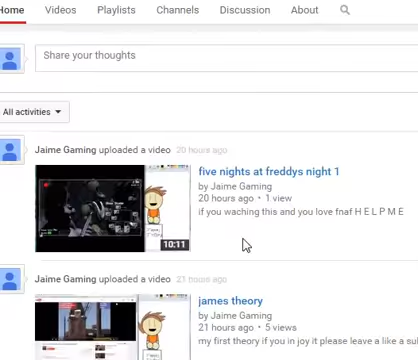 Home Videos Playlists Channels Discussion About
Share your thoughts
All activities
Jaime Gaming uploaded a video 20 hours ago
five nights at freddys night 1
by Jaime Gaming
20 hours ago • 1 view
if you waching this and you love fnaf H E L P M E
10:11
Jaime Gaming uploaded a video 21 hours ago
james theory
by Jaime Gaming
21 hours ago • 5 views
my first theory if you in joy it please leave a like a su